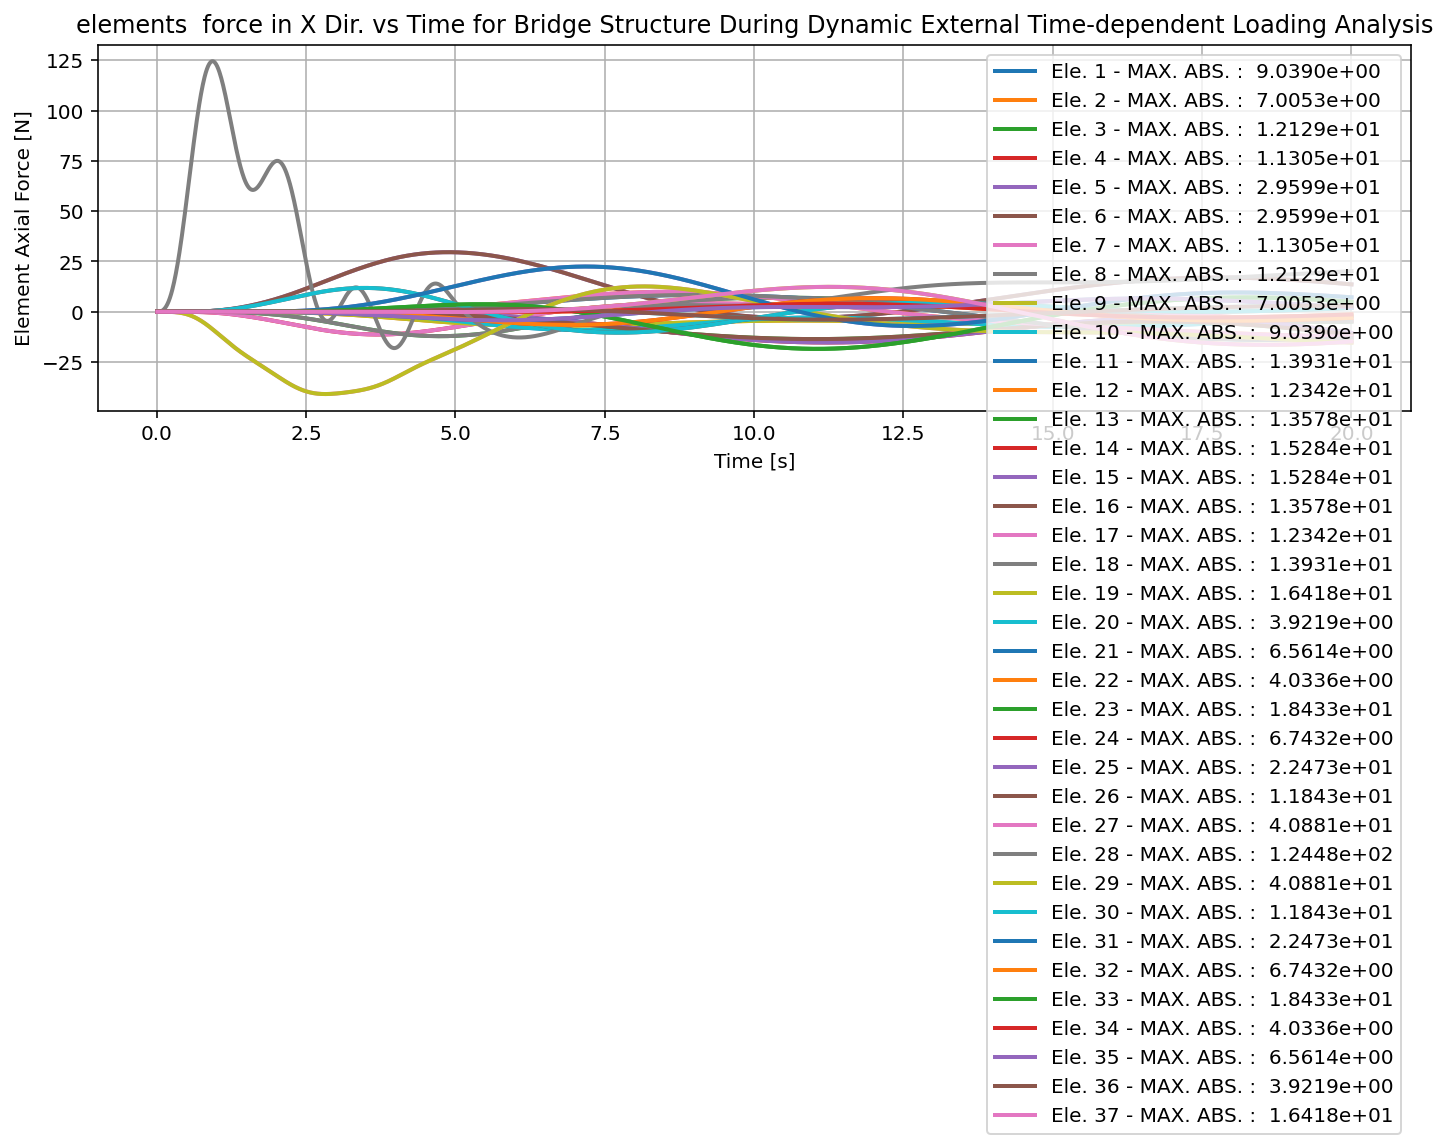 elements  force in X Dir. vs Time for Bridge Structure During Dynamic External Time-dependent Loading Analysis
Element Axial Force [N]
125
100
75
50
25
0
−25
0.0
2.5
5.0
7.5
10.0
12.5
15.0
17.5
20.0
Time [s]
Ele. 1 - MAX. ABS. :  9.0390e+00
Ele. 2 - MAX. ABS. :  7.0053e+00
Ele. 3 - MAX. ABS. :  1.2129e+01
Ele. 4 - MAX. ABS. :  1.1305e+01
Ele. 5 - MAX. ABS. :  2.9599e+01
Ele. 6 - MAX. ABS. :  2.9599e+01
Ele. 7 - MAX. ABS. :  1.1305e+01
Ele. 8 - MAX. ABS. :  1.2129e+01
Ele. 9 - MAX. ABS. :  7.0053e+00
Ele. 10 - MAX. ABS. :  9.0390e+00
Ele. 11 - MAX. ABS. :  1.3931e+01
Ele. 12 - MAX. ABS. :  1.2342e+01
Ele. 13 - MAX. ABS. :  1.3578e+01
Ele. 14 - MAX. ABS. :  1.5284e+01
Ele. 15 - MAX. ABS. :  1.5284e+01
Ele. 16 - MAX. ABS. :  1.3578e+01
Ele. 17 - MAX. ABS. :  1.2342e+01
Ele. 18 - MAX. ABS. :  1.3931e+01
Ele. 19 - MAX. ABS. :  1.6418e+01
Ele. 20 - MAX. ABS. :  3.9219e+00
Ele. 21 - MAX. ABS. :  6.5614e+00
Ele. 22 - MAX. ABS. :  4.0336e+00
Ele. 23 - MAX. ABS. :  1.8433e+01
Ele. 24 - MAX. ABS. :  6.7432e+00
Ele. 25 - MAX. ABS. :  2.2473e+01
Ele. 26 - MAX. ABS. :  1.1843e+01
Ele. 27 - MAX. ABS. :  4.0881e+01
Ele. 28 - MAX. ABS. :  1.2448e+02
Ele. 29 - MAX. ABS. :  4.0881e+01
Ele. 30 - MAX. ABS. :  1.1843e+01
Ele. 31 - MAX. ABS. :  2.2473e+01
Ele. 32 - MAX. ABS. :  6.7432e+00
Ele. 33 - MAX. ABS. :  1.8433e+01
Ele. 34 - MAX. ABS. :  4.0336e+00
Ele. 35 - MAX. ABS. :  6.5614e+00
Ele. 36 - MAX. ABS. :  3.9219e+00
Ele. 37 - MAX. ABS. :  1.6418e+01